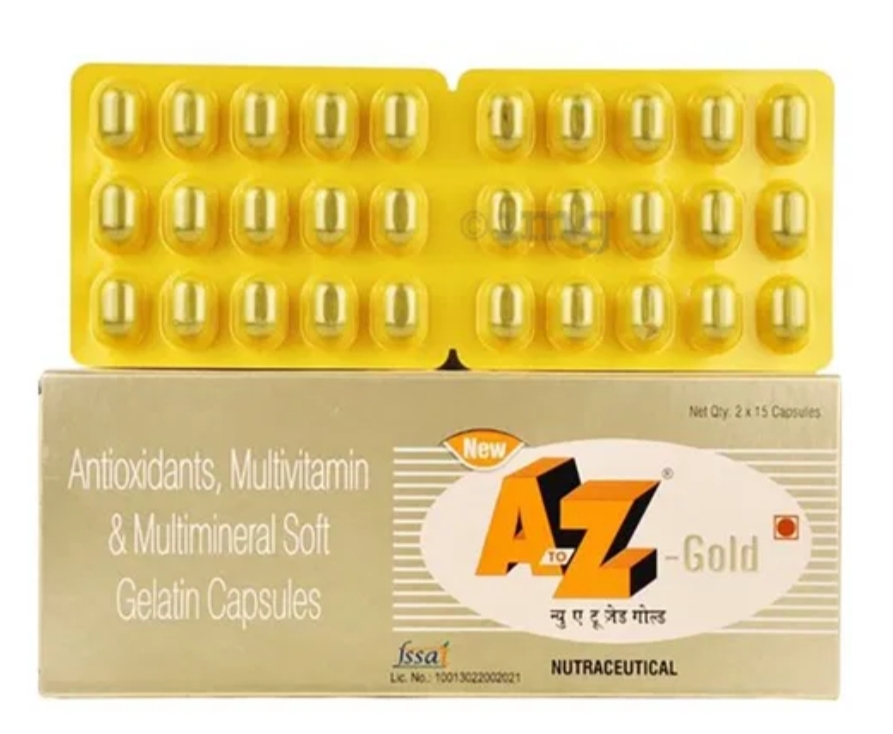 © 1mg
Net Qty. 2 x 15 Capsules
Antioxidants, Multivitamin
& Multimineral Soft
Gelatin Capsules
New
A TO Z ® -Gold
न्यु ए टू ज़ेड गोल्ड
fssai
Lic. No.: 10013022002021
NUTRACEUTICAL